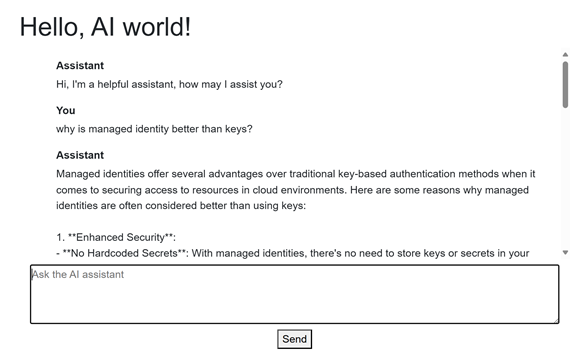 Hello, AI world!
Assistant
Hi, I'm a helpful assistant, how may I assist you?
You
why is managed identity better than keys?
Assistant
Managed identities offer several advantages over traditional key-based authentication methods when it
comes to securing access to resources in cloud environments. Here are some reasons why managed
identities are often considered better than using keys:
1. **Enhanced Security**:
- **No Hardcoded Secrets**: With managed identities, there's no need to store keys or secrets in your
Ask the AI assistant
Send